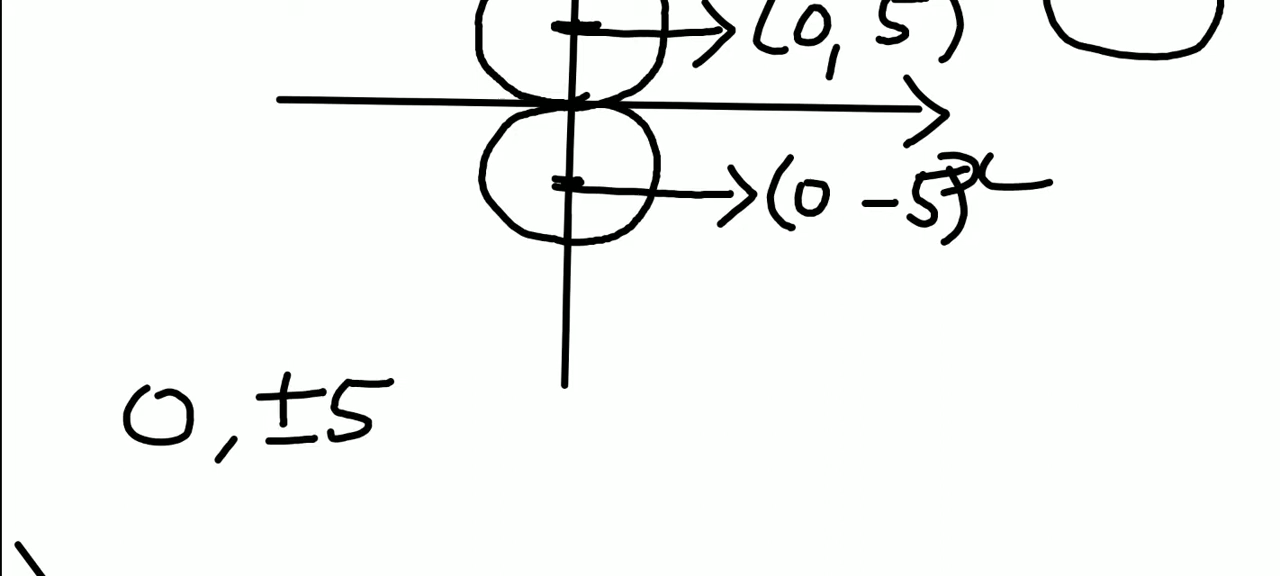 (0, 5)
(0 -5) x
0, ±5